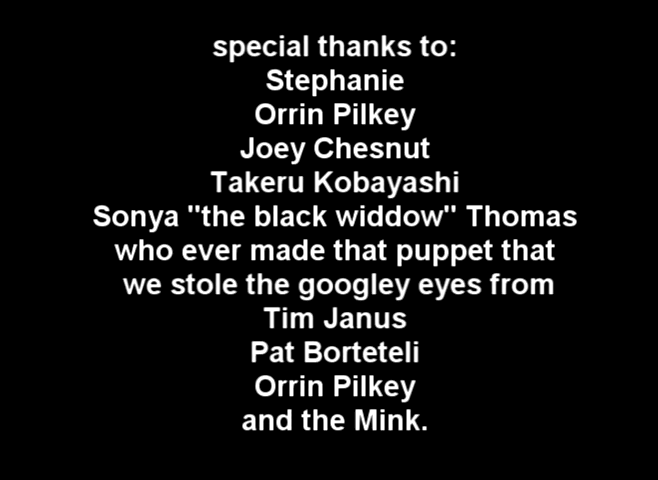 special thanks to:
Stephanie
Orrin Pilkey
Joey Chesnut
Takeru Kobayashi
Sonya "the black widdow" Thomas
who ever made that puppet that
we stole the googley eyes from
Tim Janus
Pat Borteteli
Orrin Pilkey
and the Mink.